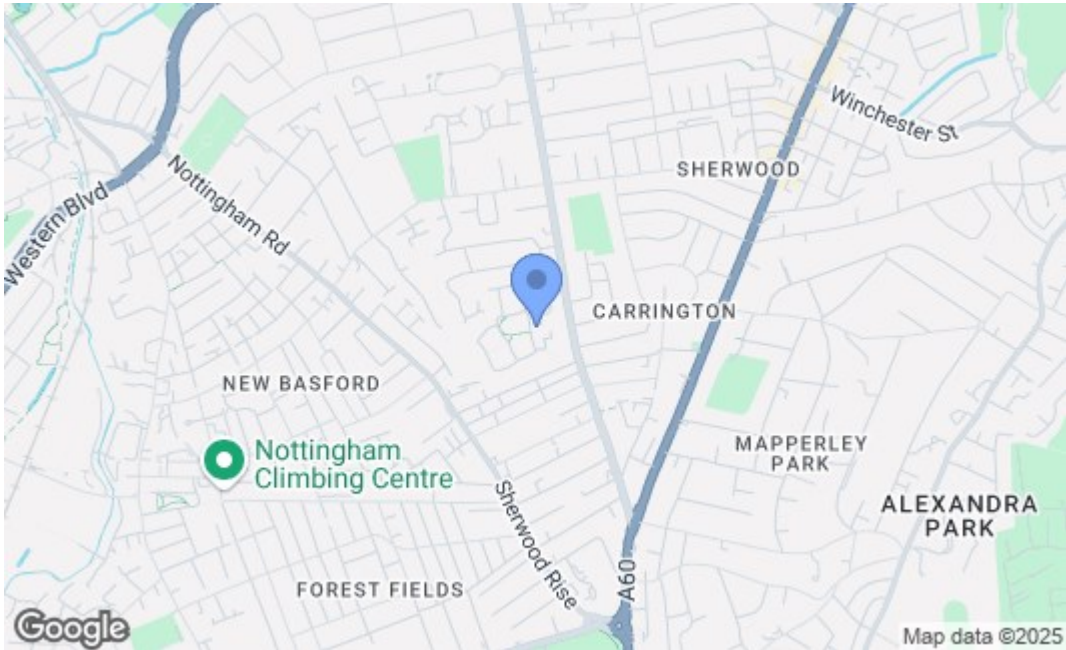 Winchester St
SHERWOOD
Nottingham Rd
Western Blvd
CARRINGTON
NEW BASFORD
Nottingham
Climbing Centre
MAPPERLEY
PARK
ALEXANDRA
PARK
Sherwood Rise
A60
FOREST FIELDS
Google
Map data ©2025